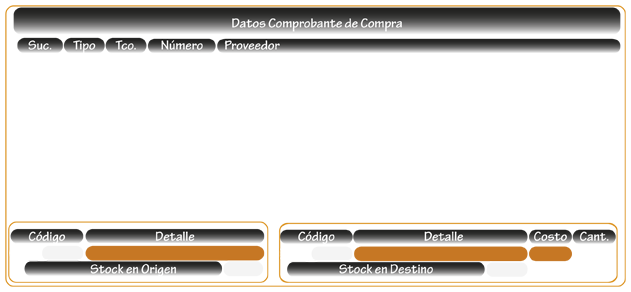 Datos Comprobante de Compra
Suc. Tipo Tco. Número Proveedor
Código Detalle Código Detalle Costo Cant.
Stock en Origen Stock en Destino